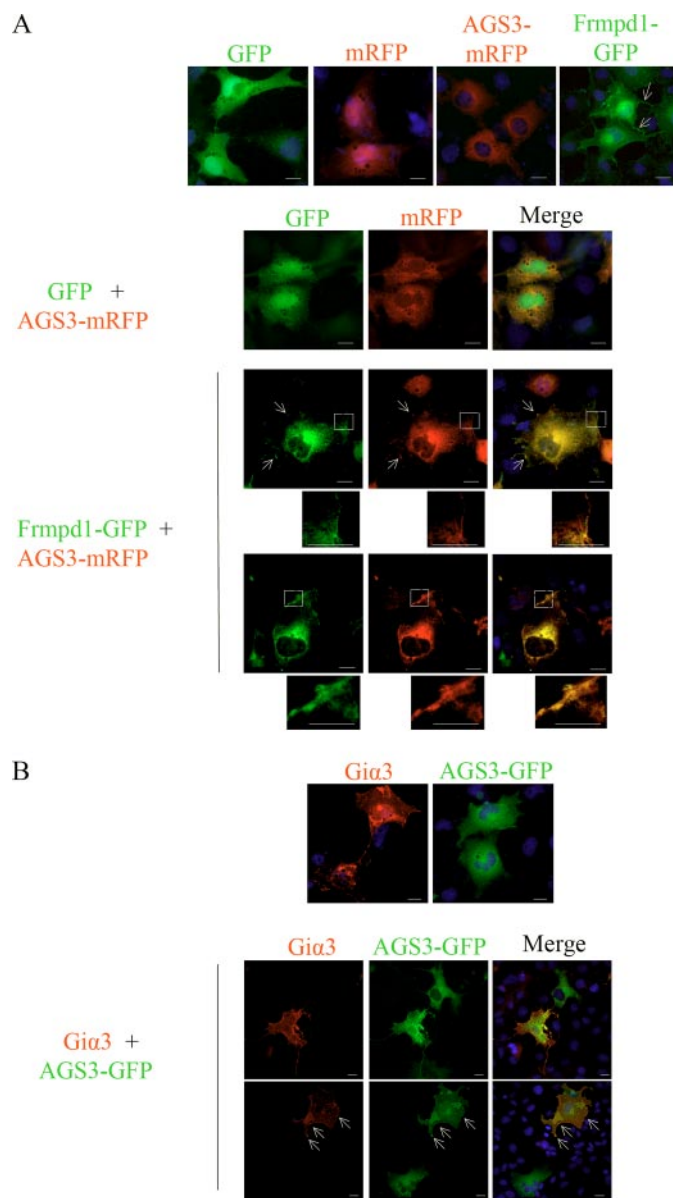 A
GFP mRFP AGS3-mRFP Frmpd1-GFP
GFP mRFP Merge
GFP +
AGS3-mRFP
Frmpd1-GFP +
AGS3-mRFP
B
Giα3 AGS3-GFP
Giα3 AGS3-GFP Merge
Giα3 +
AGS3-GFP